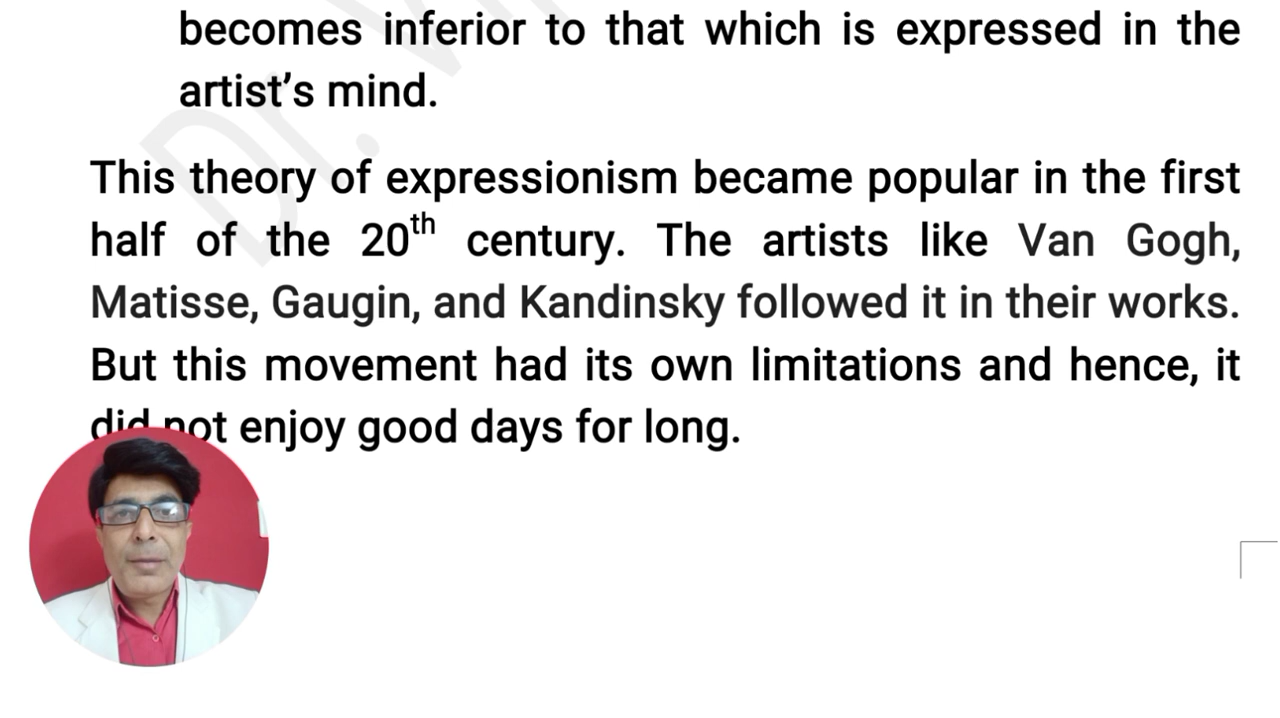 becomes inferior to that which is expressed in the
artist’s mind.
This theory of expressionism became popular in the first
half of the 20th century. The artists like Van Gogh,
Matisse, Gaugin, and Kandinsky followed it in their works.
But this movement had its own limitations and hence, it
did not enjoy good days for long.
Dr.